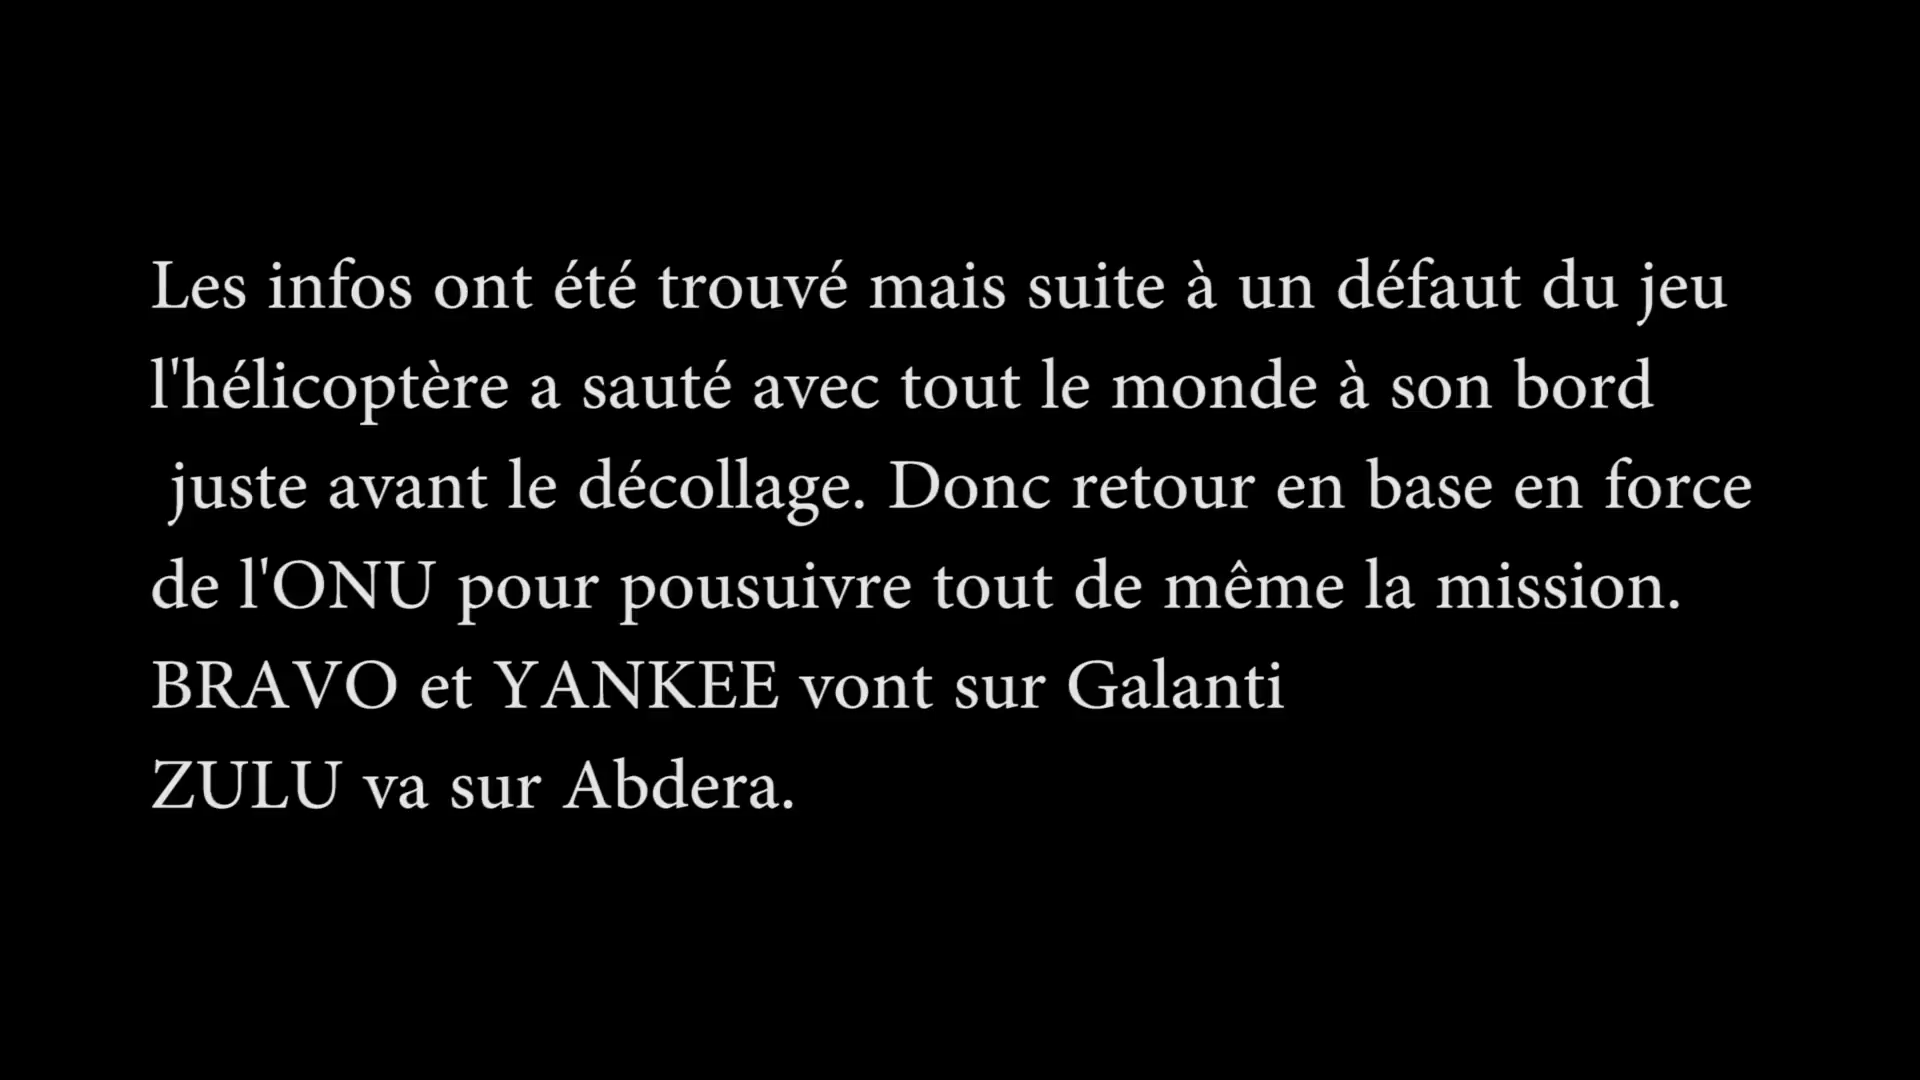 Les infos ont été trouvé mais suite à un défaut du jeu
l'hélicoptère a sauté avec tout le monde à son bord
juste avant le décollage. Donc retour en base en force
de l'ONU pour pousuivre tout de même la mission.
BRAVO et YANKEE vont sur Galanti
ZULU va sur Abdera.